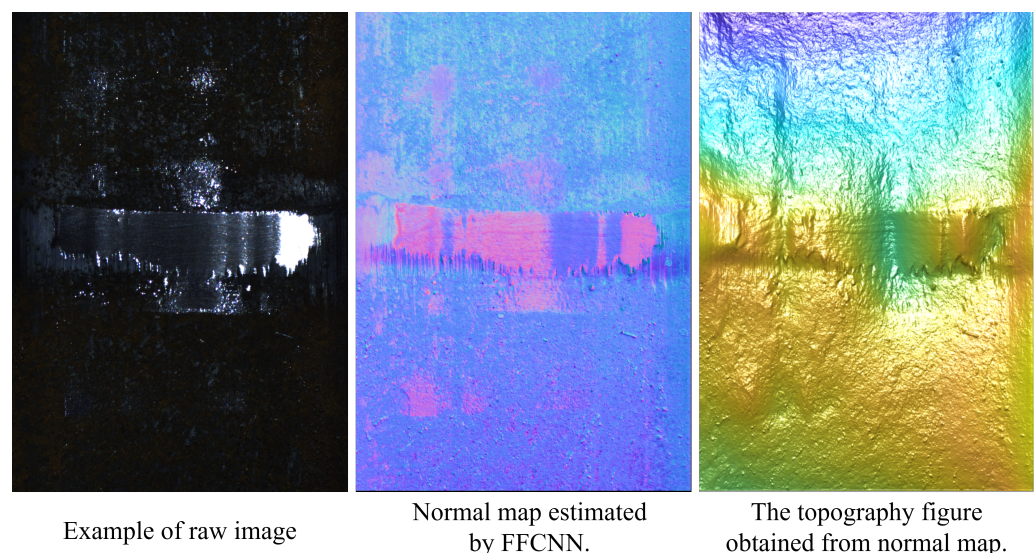 Example of raw image
Normal map estimated
by FFCNN.
The topography figure
obtained from normal map.